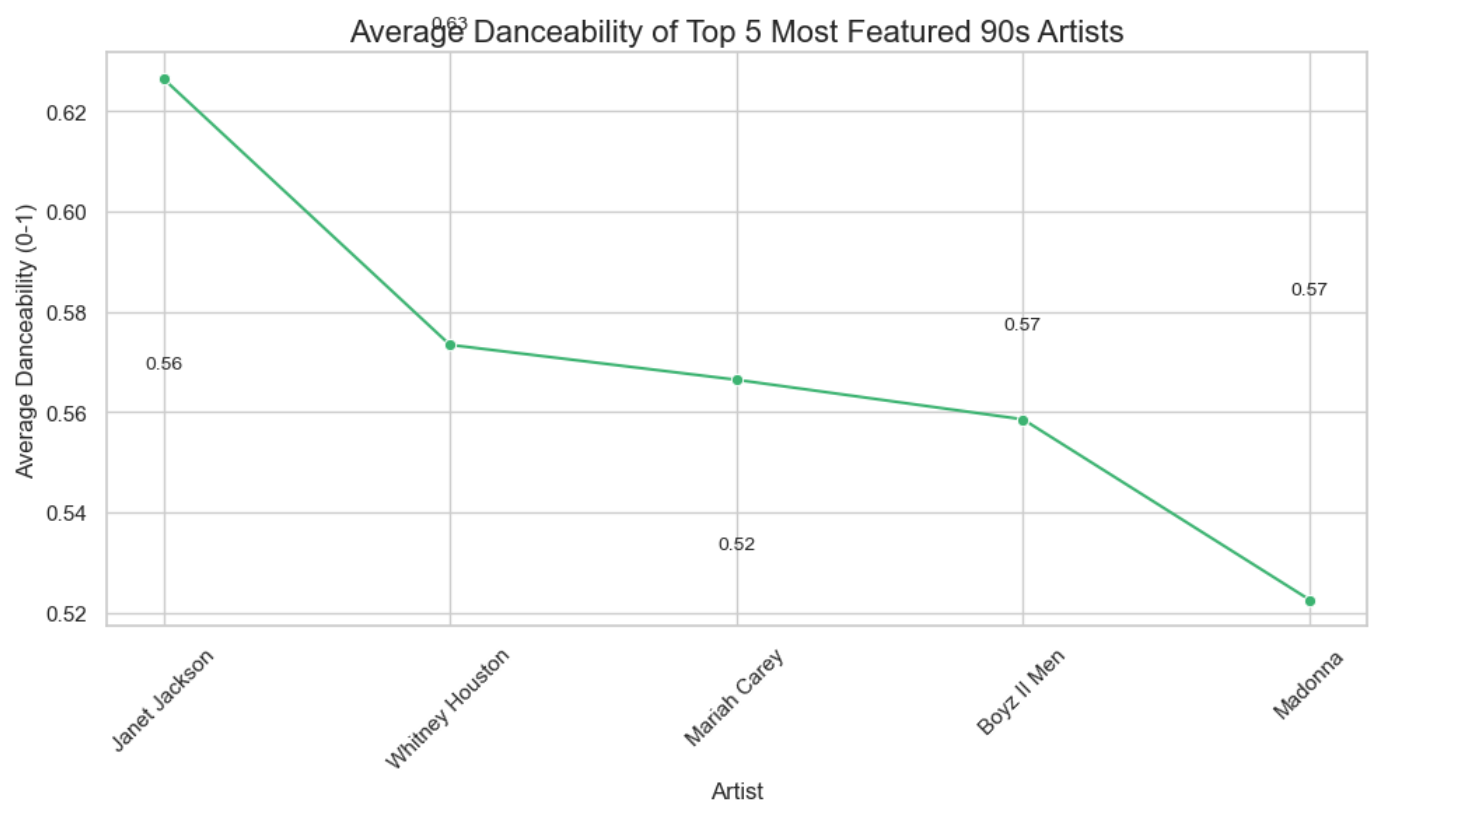 Average Danceability of Top 5 Most Featured 90s Artists
0.63
Average Danceability (0-1)
0.62
0.60
0.58
0.56
0.54
0.52
0.56
0.52
0.57
0.57
Janet Jackson
Whitney Houston
Mariah Carey
Boyz II Men
Madonna
Artist